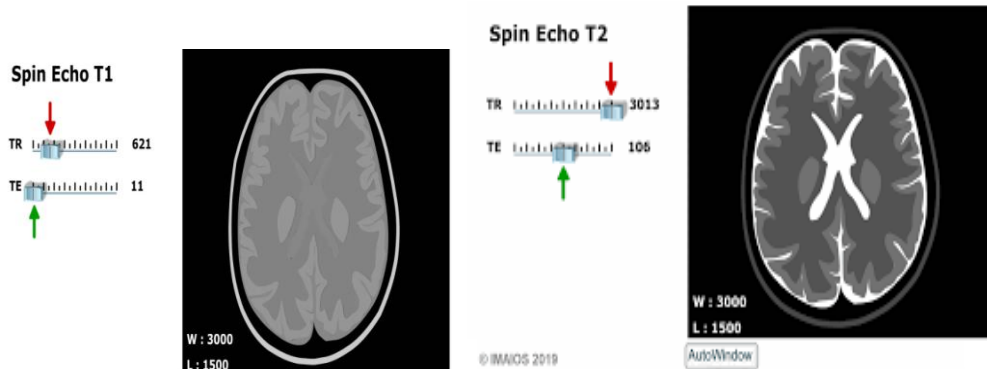 Spin Echo T1
TR 621
TE 11
W : 3000
L : 1500
Spin Echo T2
TR 3013
TE 106
W : 3000
L : 1500
© IMAIOS 2019
AutoWindow